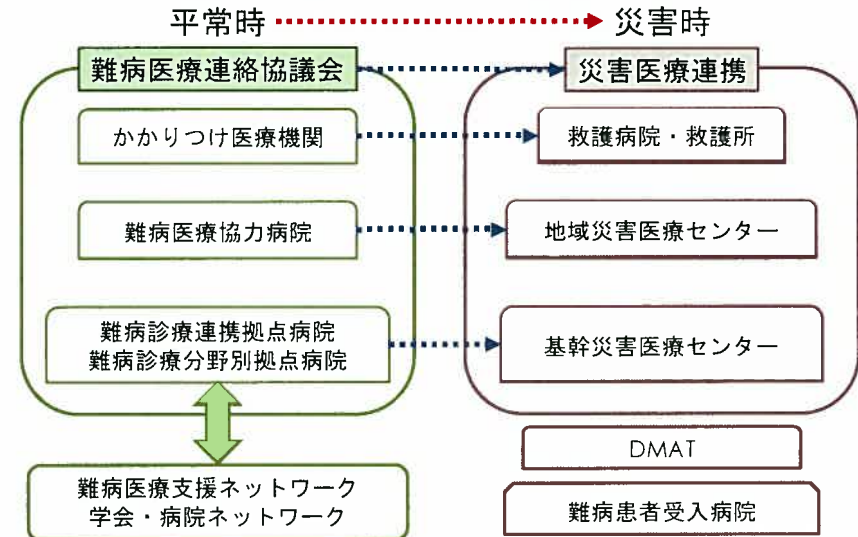 平常時
災害時
難病医療連絡協議会
災害医療連携
かかりつけ医療機関
救護病院・救護所
難病医療協力病院
地域災害医療センター
難病診療連携拠点病院
難病診療分野別拠点病院
基幹災害医療センター
DMAT
難病医療支援ネットワーク
学会・病院ネットワーク
難病患者受入病院